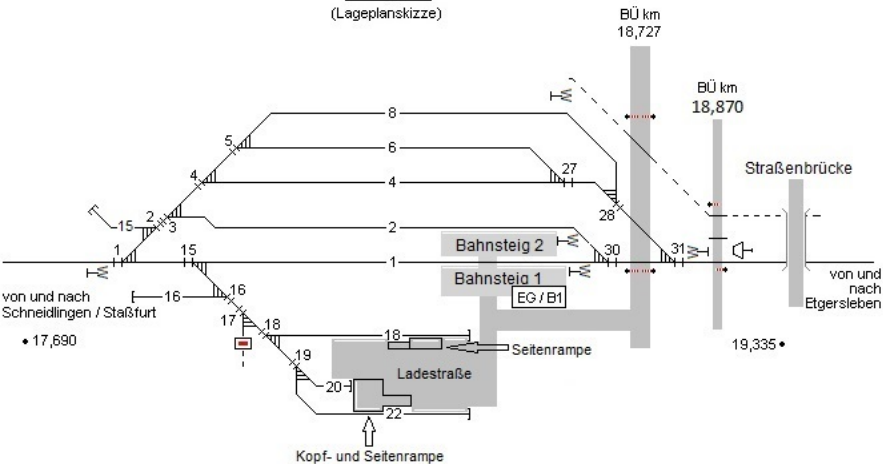 (Lageplanskizze)
BÜ km
18,727
BÜ km
18,870
Straßenbrücke
8
5
6
27
4
4
28
15
2
3
2
Bahnsteig 2
1
15
1
30
31
Bahnsteig 1
EG / B1
von und nach
Schneidlingen / Staßfurt
von und
nach
Etgersleben
16
16
17
18
18
17,690
19,335
Seitenrampe
19
Ladestraße
20
22
Kopf- und Seitenrampe